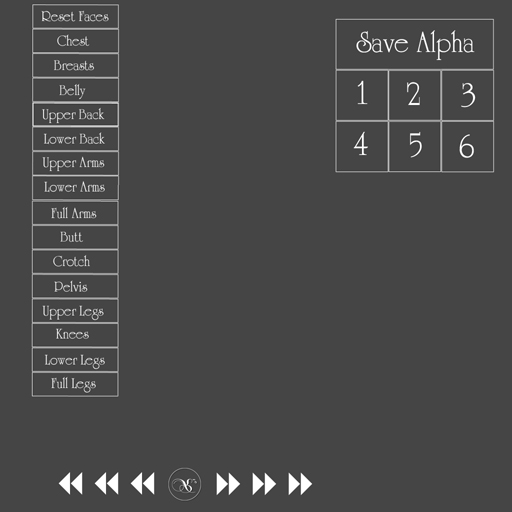 Reset Faces
Chest
Breasts
Belly
Upper Back
Lower Back
Upper Arms
Lower Arms
Full Arms
Butt
Crotch
Pelvis
Upper Legs
Knees
Lower Legs
Full Legs
Save Alpha
1 2 3
4 5 6